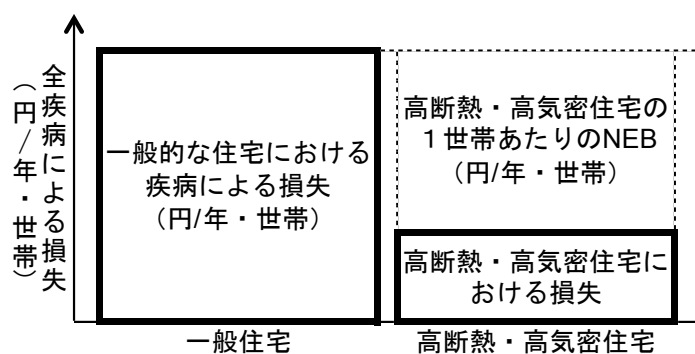 全疾病による損失
（円/年・世帯）
一般的な住宅における
疾病による損失
（円/年・世帯）
高断熱・高気密住宅の
１世帯あたりのNEB
（円/年・世帯）
高断熱・高気密住宅に
おける損失
一般住宅
高断熱・高気密住宅